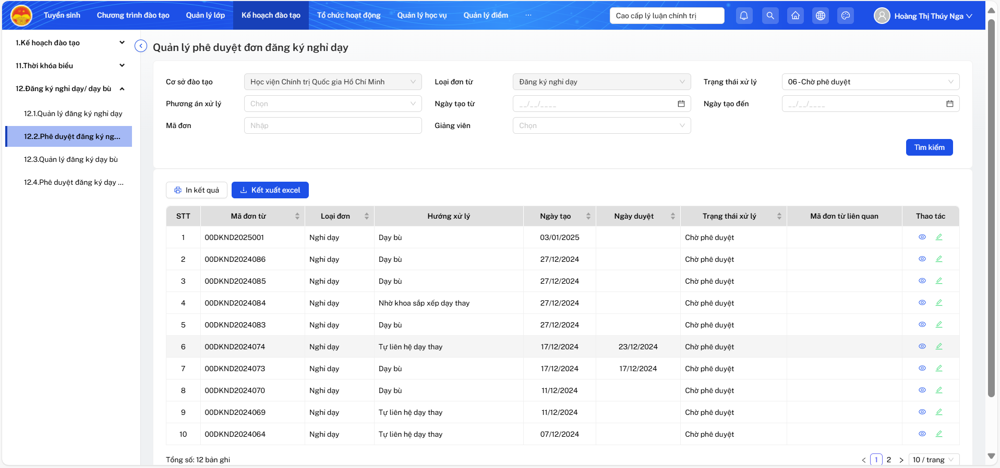 Tuyển sinh Chương trình đào tạo Quản lý lớp Kế hoạch đào tạo Tổ chức hoạt động Quản lý học vụ Quản lý điểm ··· Cao cấp lý luận chính trị Hoàng Thị Thúy Nga
1.Kế hoạch đào tạo
11.Thời khóa biểu
12.Đăng ký nghỉ dạy/ dạy bù
12.1.Quản lý đăng ký nghỉ dạy
12.2.Phê duyệt đăng ký ng...
12.3.Quản lý đăng ký dạy bù
12.4.Phê duyệt đăng ký dạy ...
Quản lý phê duyệt đơn đăng ký nghỉ dạy
Cơ sở đào tạo Học viện Chính trị Quốc gia Hồ Chí Minh Loại đơn từ Đăng ký nghỉ dạy Trạng thái xử lý 06 - Chờ phê duyệt
Phương án xử lý Chọn Ngày tạo từ __/__/____ Ngày tạo đến __/__/____
Mã đơn Nhập Giảng viên Chọn
Tìm kiếm
In kết quả Kết xuất excel
STT Mã đơn từ Loại đơn Hướng xử lý Ngày tạo Ngày duyệt Trạng thái xử lý Mã đơn từ liên quan Thao tác
1 00DKND2025001 Nghỉ dạy Dạy bù 03/01/2025 Chờ phê duyệt
2 00DKND2024086 Nghỉ dạy Dạy bù 27/12/2024 Chờ phê duyệt
3 00DKND2024085 Nghỉ dạy Dạy bù 27/12/2024 Chờ phê duyệt
4 00DKND2024084 Nghỉ dạy Nhờ khoa sắp xếp dạy thay 27/12/2024 Chờ phê duyệt
5 00DKND2024083 Nghỉ dạy Dạy bù 27/12/2024 Chờ phê duyệt
6 00DKND2024074 Nghỉ dạy Tự liên hệ dạy thay 17/12/2024 23/12/2024 Chờ phê duyệt
7 00DKND2024073 Nghỉ dạy Dạy bù 17/12/2024 17/12/2024 Chờ phê duyệt
8 00DKND2024070 Nghỉ dạy Dạy bù 11/12/2024 Chờ phê duyệt
9 00DKND2024069 Nghỉ dạy Tự liên hệ dạy thay 11/12/2024 Chờ phê duyệt
10 00DKND2024064 Nghỉ dạy Tự liên hệ dạy thay 07/12/2024 Chờ phê duyệt
Tổng số: 12 bản ghi < 1 2 > 10 / trang